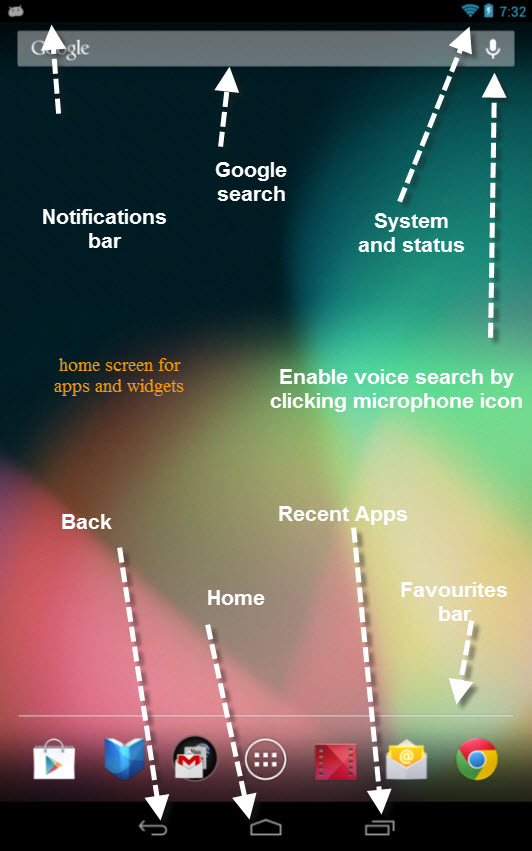 7:32
Google
Google
search
Notifications
bar
System
and status
home screen for
apps and widgets
Enable voice search by
clicking microphone icon
Back
Recent Apps
Home
Favourites
bar
@